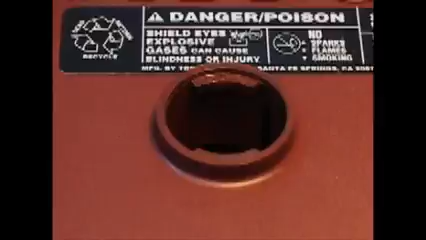 ⚠ DANGER/POISON
SHIELD EYES
EXPLOSIVE
GASES CAN CAUSE
BLINDNESS OR INJURY
NO
SPARKS
FLAMES
SMOKING
RECYCLE
MFG. BY
SANTA FE SPRINGS, CA